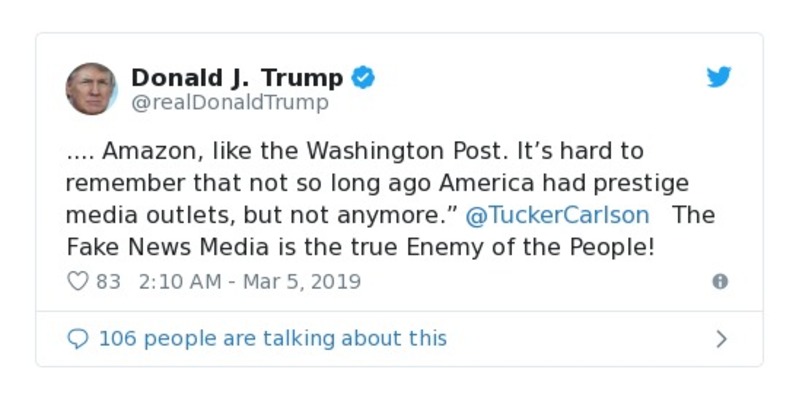 Donald J. Trump
@realDonaldTrump
.... Amazon, like the Washington Post. It’s hard to
remember that not so long ago America had prestige
media outlets, but not anymore.” @TuckerCarlson The
Fake News Media is the true Enemy of the People!
83 2:10 AM - Mar 5, 2019
106 people are talking about this